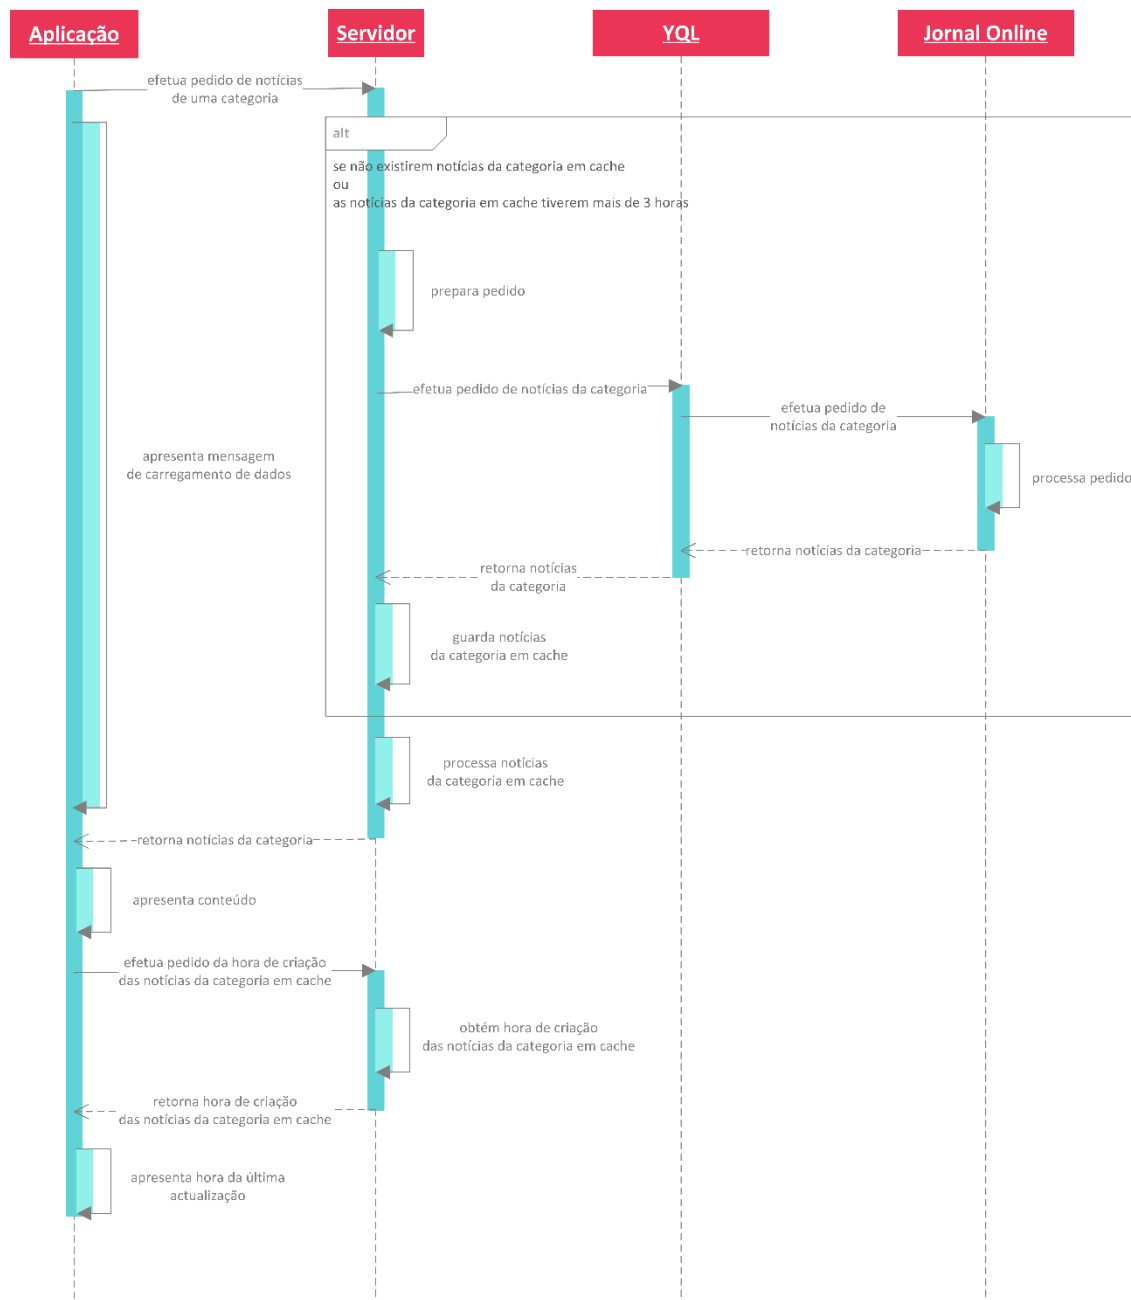 Aplicação
Servidor
YQL
Jornal Online
efetua pedido de notícias
de uma categoria
alt
se não existirem notícias da categoria em cache
ou
as notícias da categoria em cache tiverem mais de 3 horas
prepara pedido
efetua pedido de notícias da categoria
efetua pedido de
notícias da categoria
apresenta mensagem
de carregamento de dados
processa pedido
retorna notícias da categoria
retorna notícias
da categoria
guarda notícias
da categoria em cache
processa notícias
da categoria em cache
retorna notícias da categoria
apresenta conteúdo
efetua pedido da hora de criação
das notícias da categoria em cache
obtém hora de criação
das notícias da categoria em cache
retorna hora de criação
das notícias da categoria em cache
apresenta hora da última
actualização